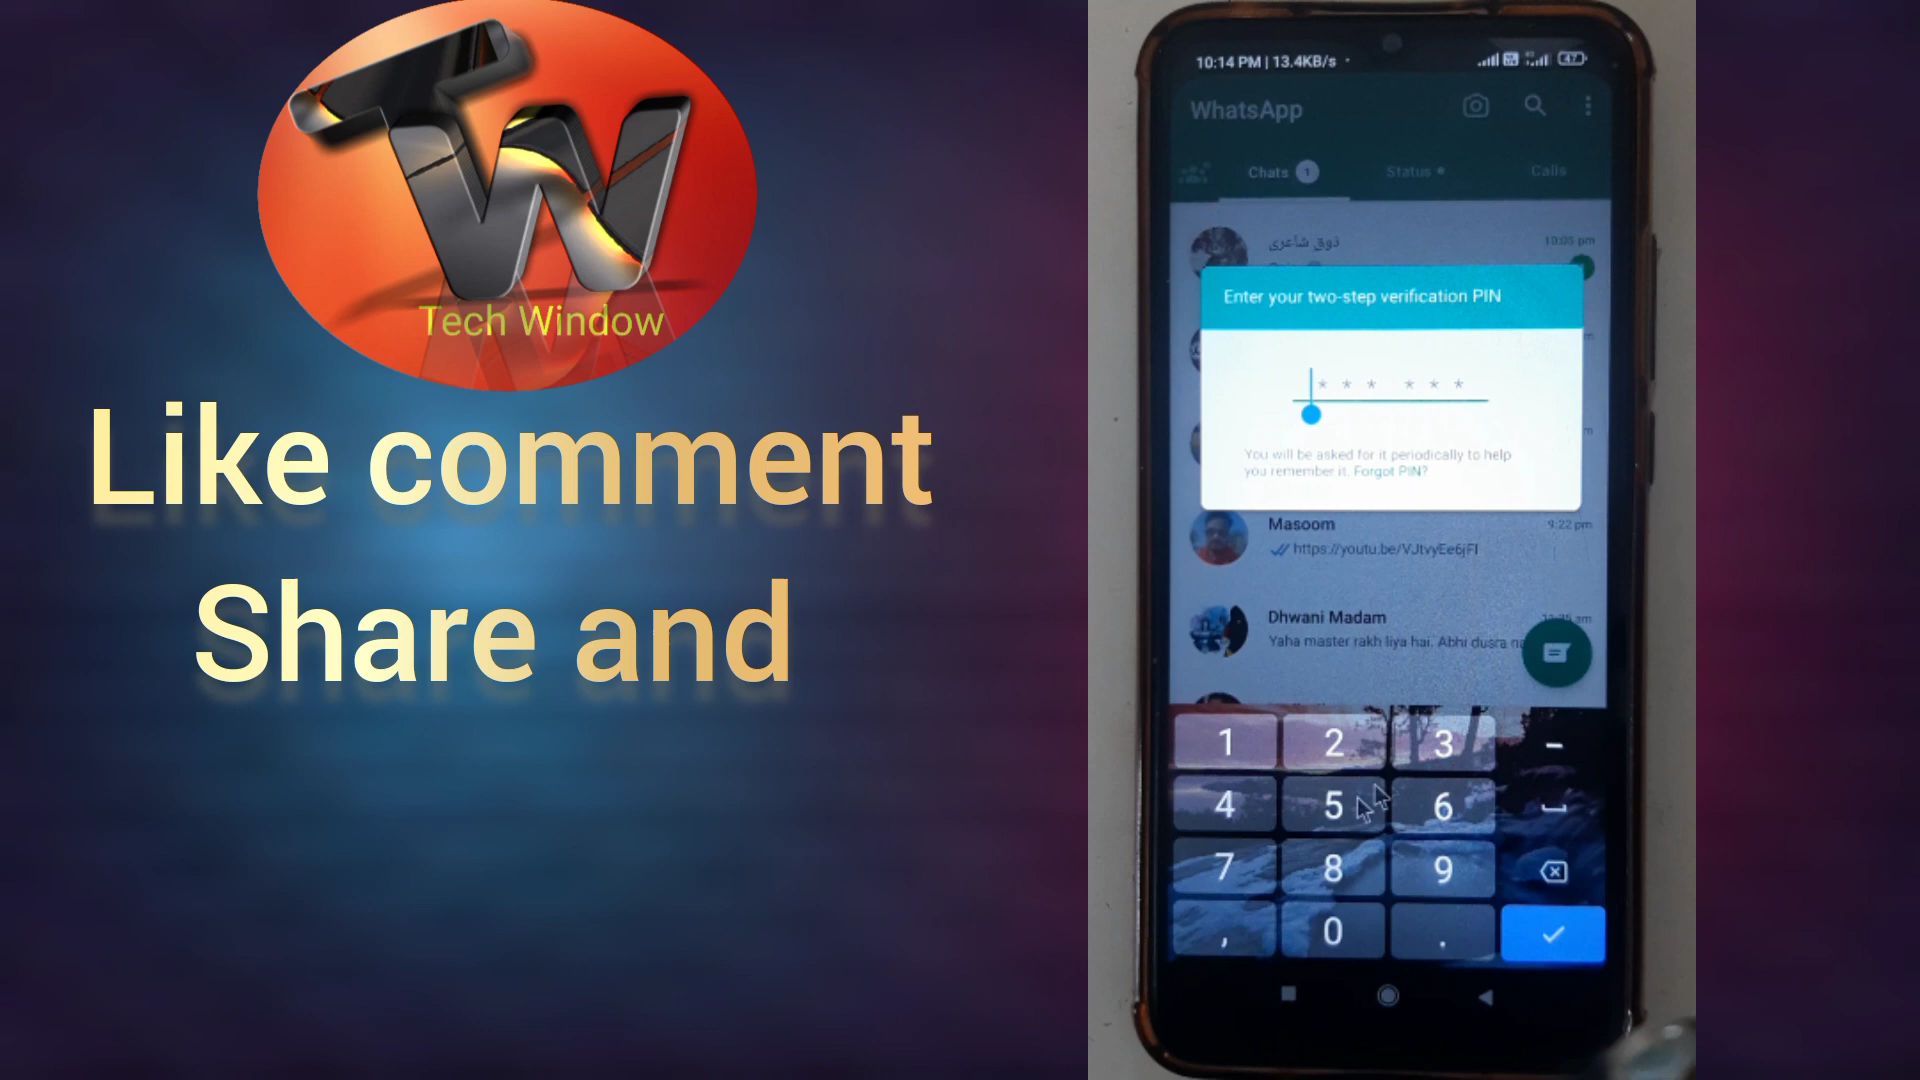 TW
Tech Window
Like comment
Share and
10:14 PM | 13.4KB/s
47
WhatsApp
Chats 1
Status
Calls
ذوق شاعری
10:05 pm
Enter your two-step verification PIN
* * * * * *
You will be asked for it periodically to help
you remember it. Forgot PIN?
Masoom
9:22 pm
https://youtu.be/VJtvyEe6jFI
Dhwani Madam
Yaha master rakh liya hai. Abhi dusra
1 2 3 -
4 5 6
7 8 9
, 0 .